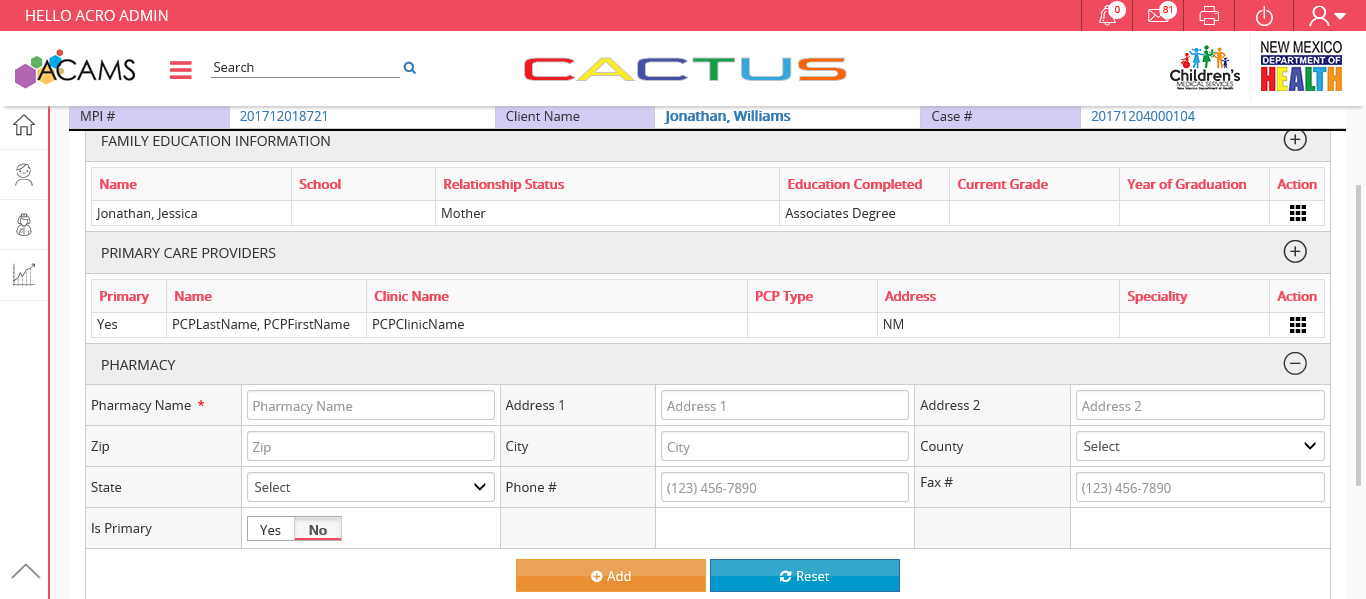 HELLO ACRO ADMIN 0 81
ACAMS Search CACTUS Children's MEDICAL SERVICES New Mexico Department of Health NEW MEXICO DEPARTMENT OF HEALTH
MPI # 201712018721 Client Name Jonathan, Williams Case # 20171204000104
FAMILY EDUCATION INFORMATION
Name School Relationship Status Education Completed Current Grade Year of Graduation Action
Jonathan, Jessica Mother Associates Degree
PRIMARY CARE PROVIDERS
Primary Name Clinic Name PCP Type Address Speciality Action
Yes PCPLastName, PCPFirstName PCPClinicName NM
PHARMACY
Pharmacy Name * Pharmacy Name Address 1 Address 1 Address 2 Address 2
Zip Zip City City County Select
State Select Phone # (123) 456-7890 Fax # (123) 456-7890
Is Primary Yes No
Add Reset